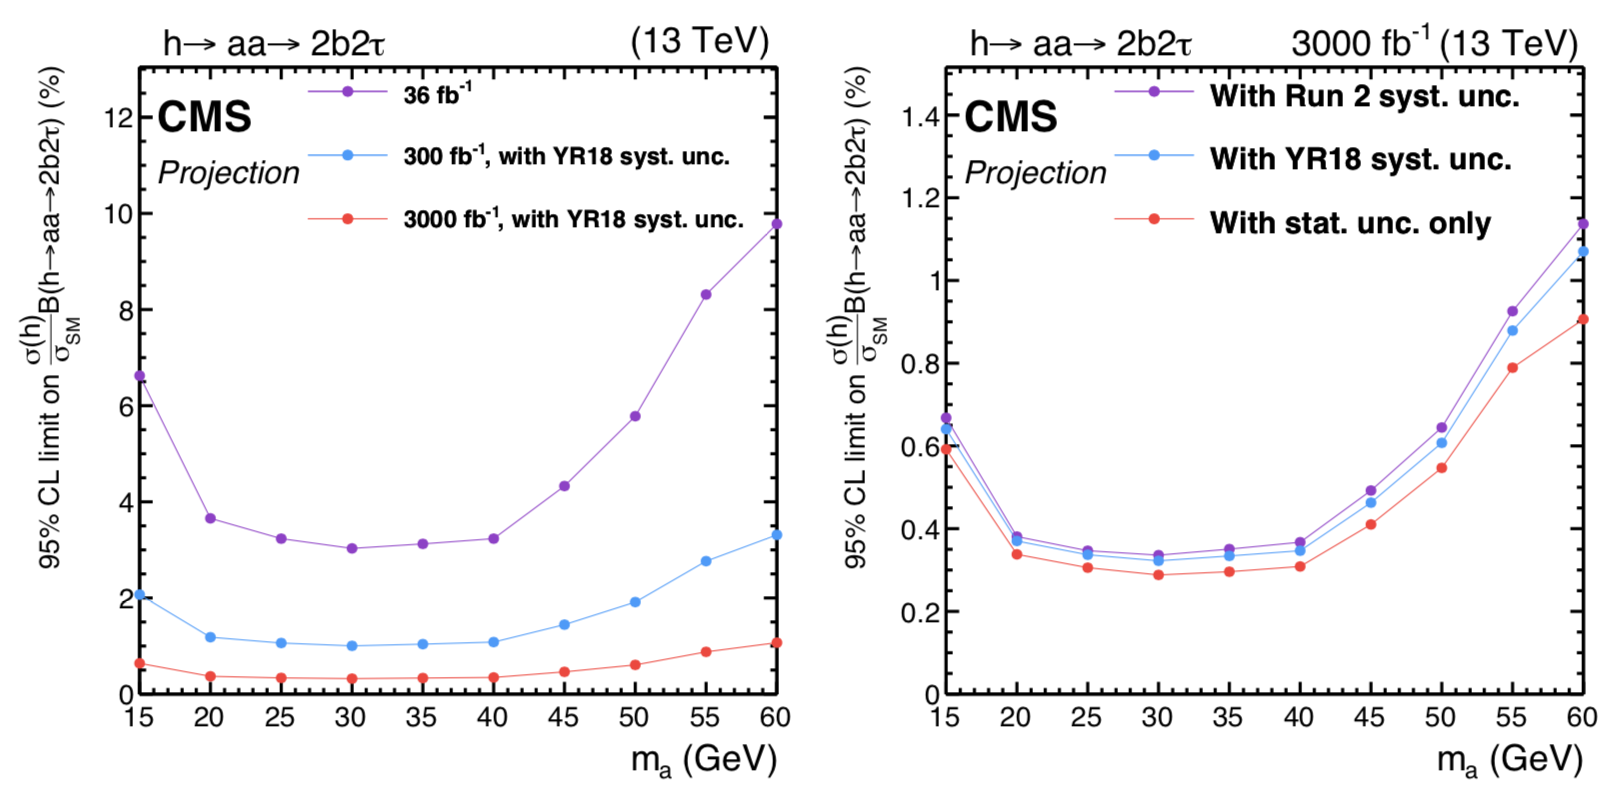 h→ aa→ 2b2τ (13 TeV)
CMS
Projection
36 fb⁻¹
300 fb⁻¹, with YR18 syst. unc.
3000 fb⁻¹, with YR18 syst. unc.
95% CL limit on σ(h)/σSM B(h→aa→2b2τ) (%)
12
10
8
6
4
2
0
15 20 25 30 35 40 45 50 55 60
mₐ (GeV)
h→ aa→ 2b2τ 3000 fb⁻¹ (13 TeV)
CMS
Projection
With Run 2 syst. unc.
With YR18 syst. unc.
With stat. unc. only
95% CL limit on σ(h)/σSM B(h→aa→2b2τ) (%)
1.4
1.2
1
0.8
0.6
0.4
0.2
0
15 20 25 30 35 40 45 50 55 60
mₐ (GeV)